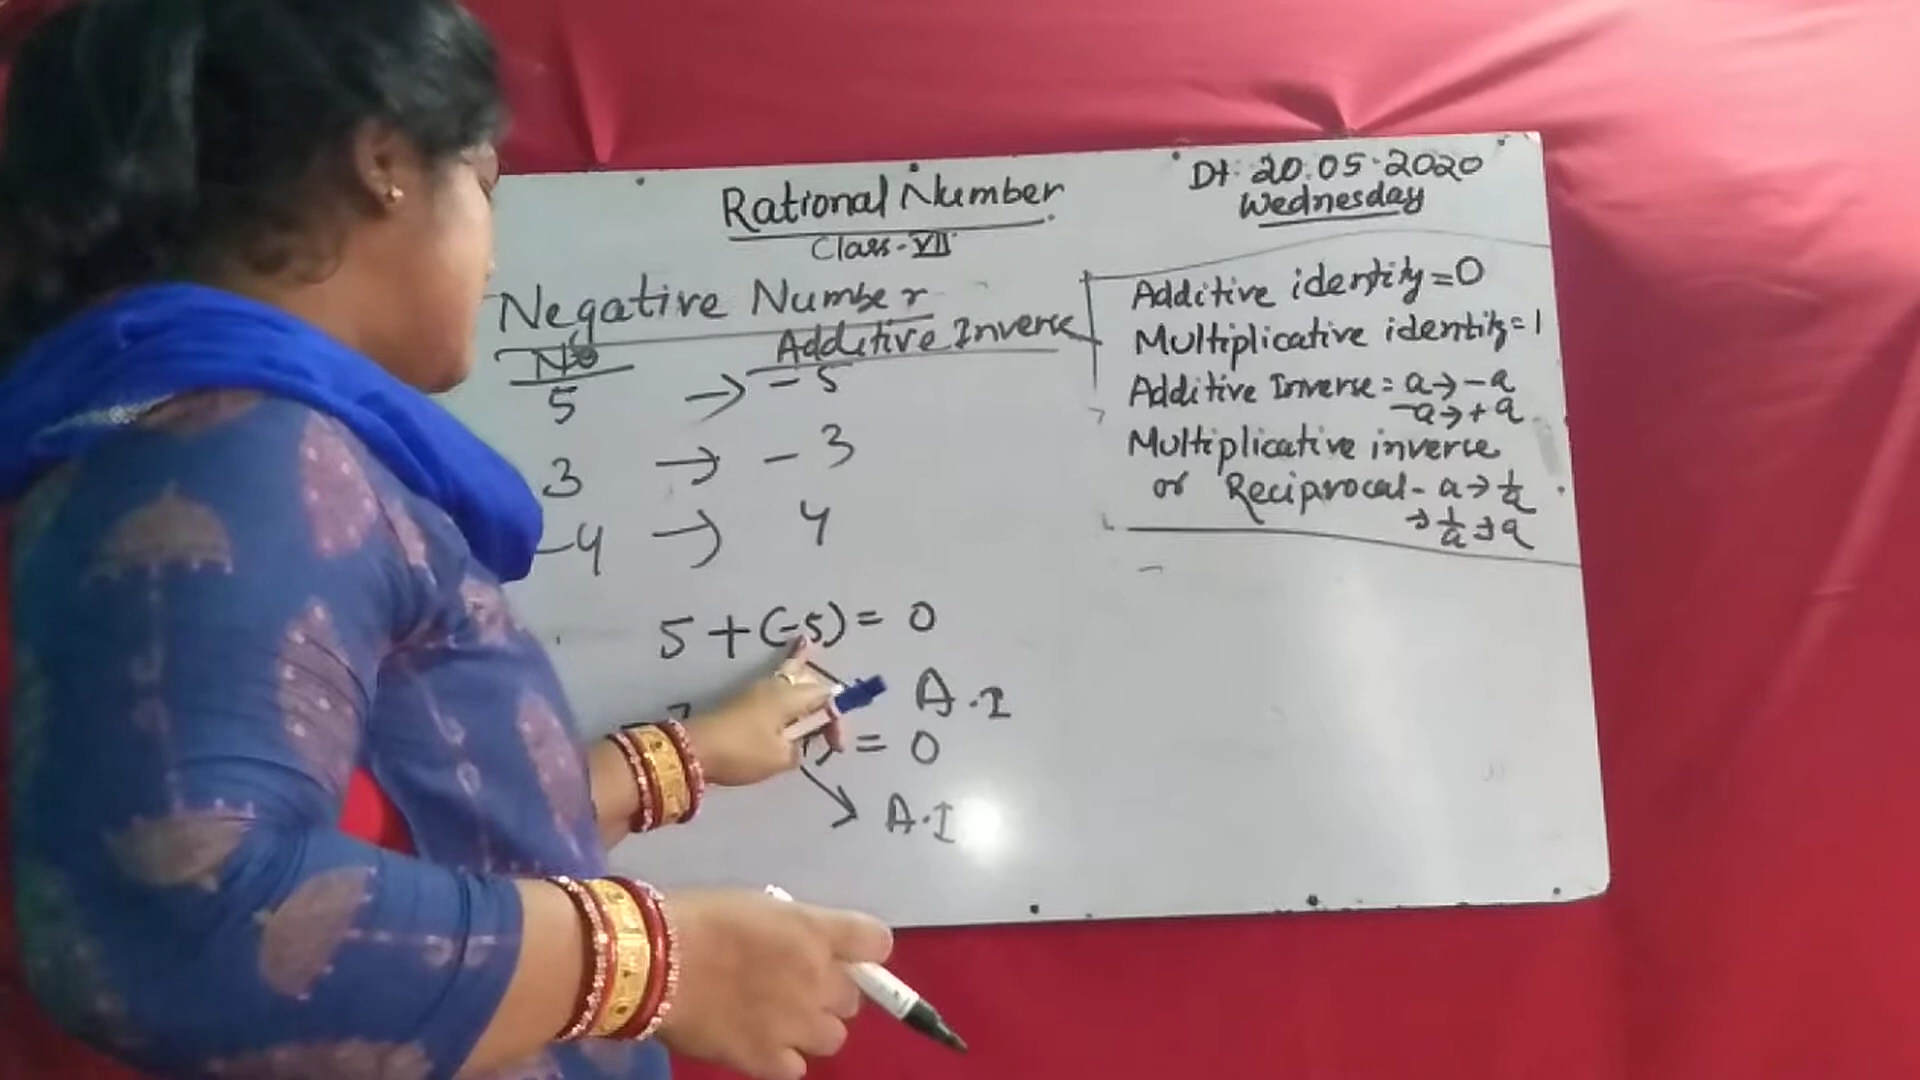 Rational Number
Class-VII
Dt: 20.05.2020
Wednesday
Negative Number
No Additive Inverse
5 → -5
3 → -3
-4 → 4
5+(-5)= 0
A.I
= 0
A.I
Additive identity=0
Multiplicative identity=1
Additive Inverse= a→-a
-a→+a
Multiplicative inverse
or Reciprocal- a→1/a
→1/a→a